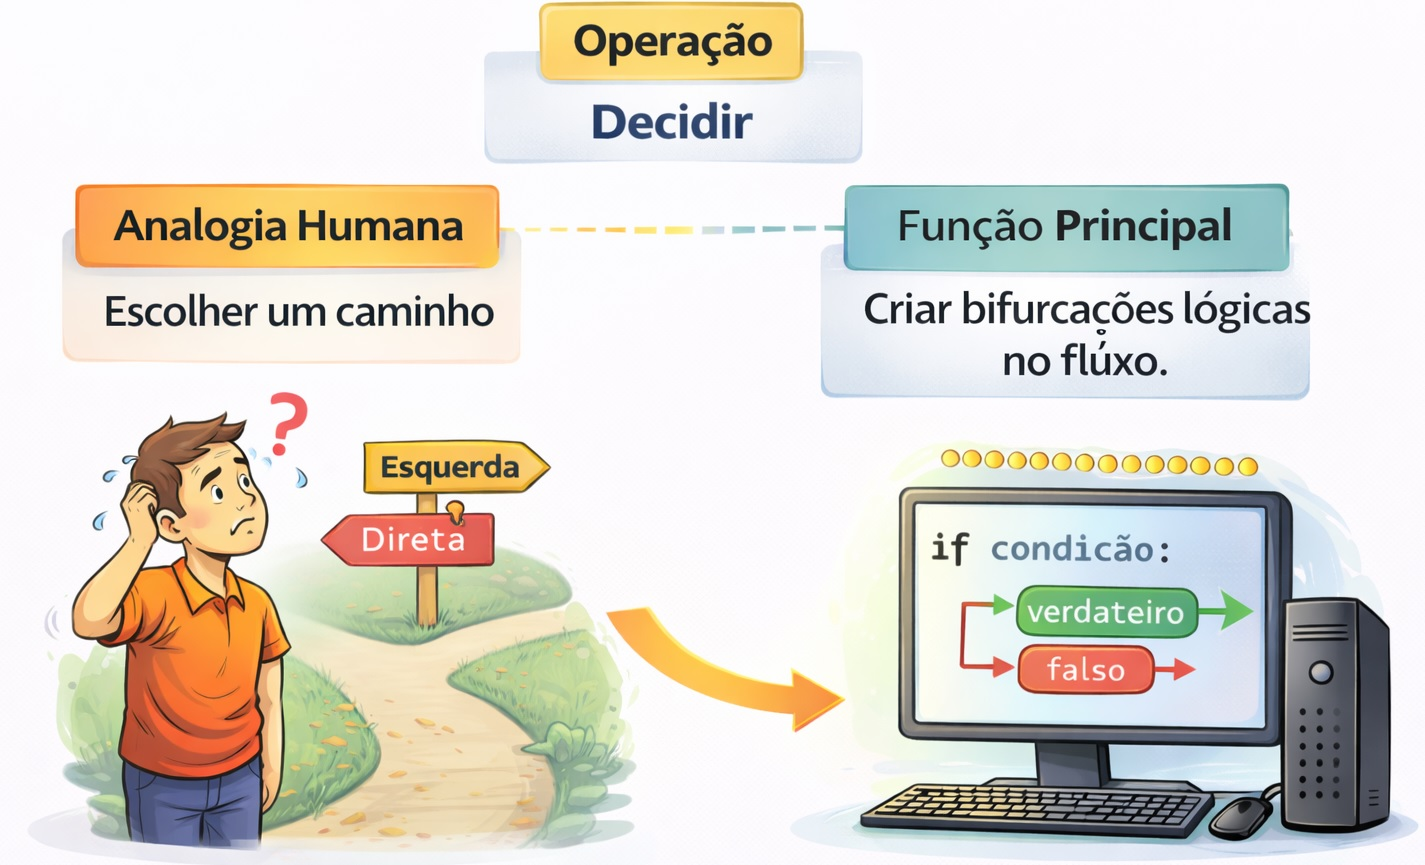 Operação
Decidir
Analogia Humana
Escolher um caminho
Função Principal
Criar bifurcações lógicas
no flúxo.
?
Esquerda
Direta
if condicão:
verdateiro
falso